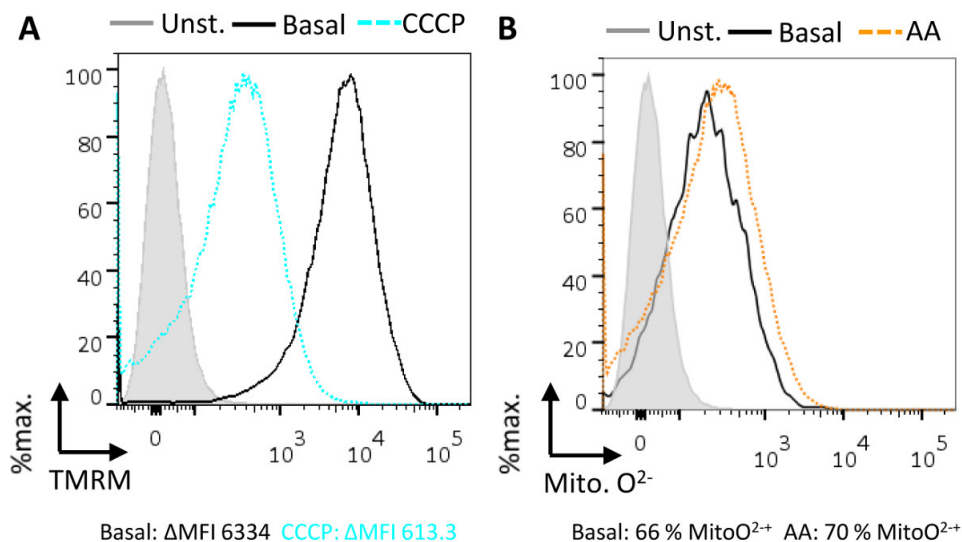 A
Unst. Basal CCCP
100
80
60
40
20
0
%max.
0 10³ 10⁴ 10⁵
TMRM
Basal: ΔMFI 6334 CCCP: ΔMFI 613.3
B
Unst. Basal AA
100
80
60
40
20
0
%max.
0 10³ 10⁴ 10⁵
Mito. O²⁻
Basal: 66 % MitoO²⁻⁺ AA: 70 % MitoO²⁻⁺